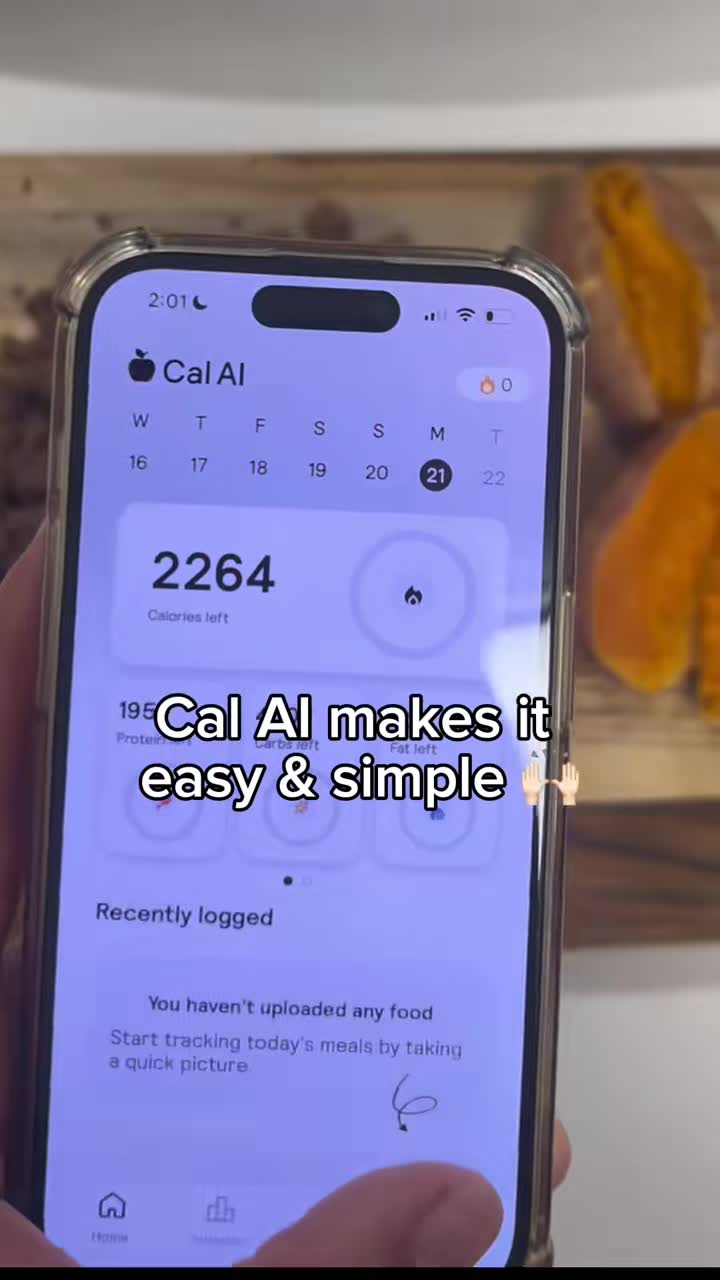 2:01
Cal AI
0
W T F S S M T
16 17 18 19 20 21 22
2264
Calories left
195
Protein
Carbs left
Fat left
Cal AI makes it
easy & simple 🙌🏻
Recently logged
You haven't uploaded any food
Start tracking today's meals by taking
a quick picture
Home